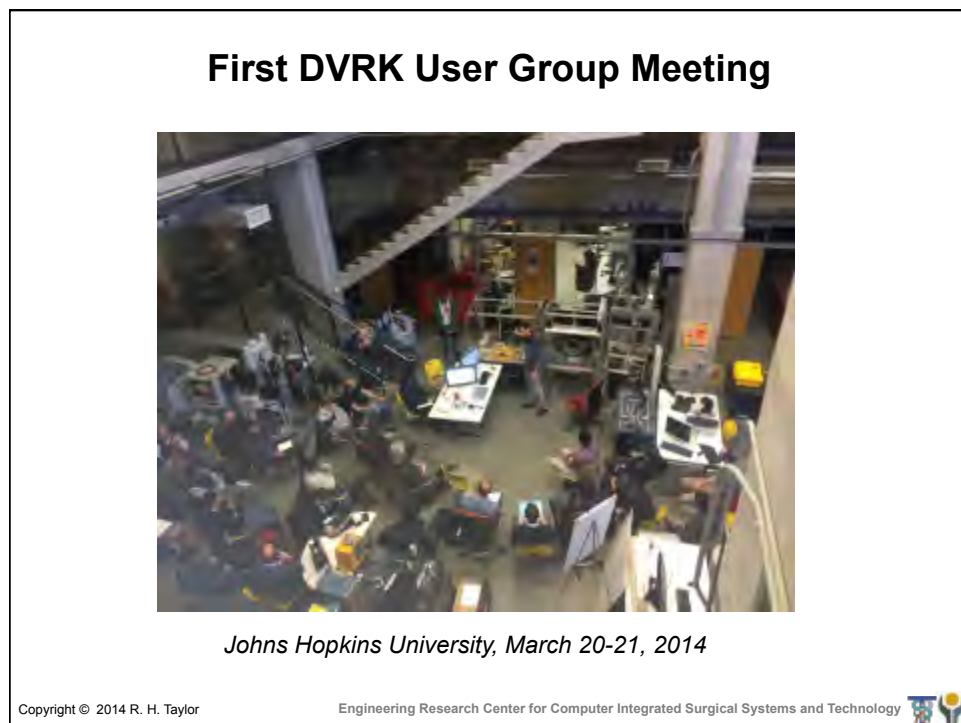 First DVRK User Group Meeting
Johns Hopkins University, March 20-21, 2014
Copyright © 2014 R. H. Taylor
Engineering Research Center for Computer Integrated Surgical Systems and Technology